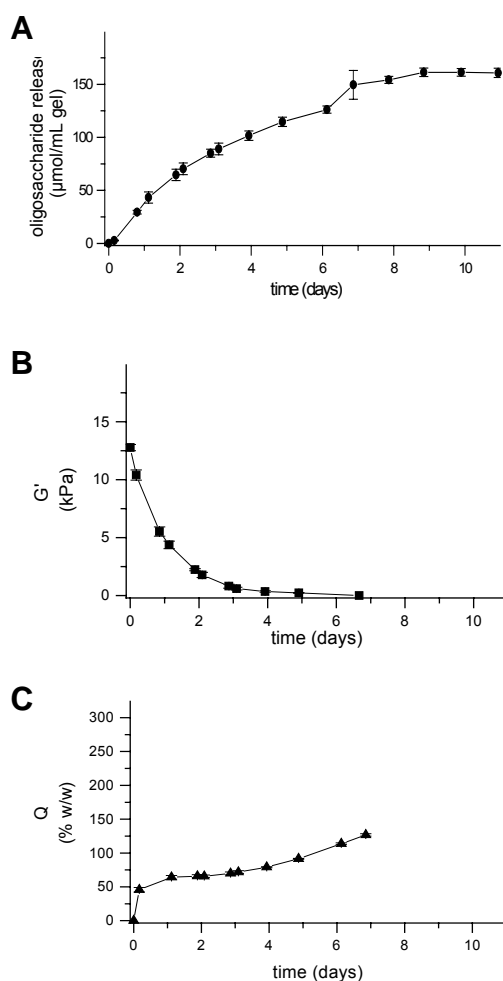 A
oligosaccharide releas
(µmol/mL gel)
150
100
50
0
0 2 4 6 8 10
time (days)
B
G'
(kPa)
15
10
5
0
0 2 4 6 8 10
time (days)
C
Q
(% w/w)
300
250
200
150
100
50
0
0 2 4 6 8 10
time (days)